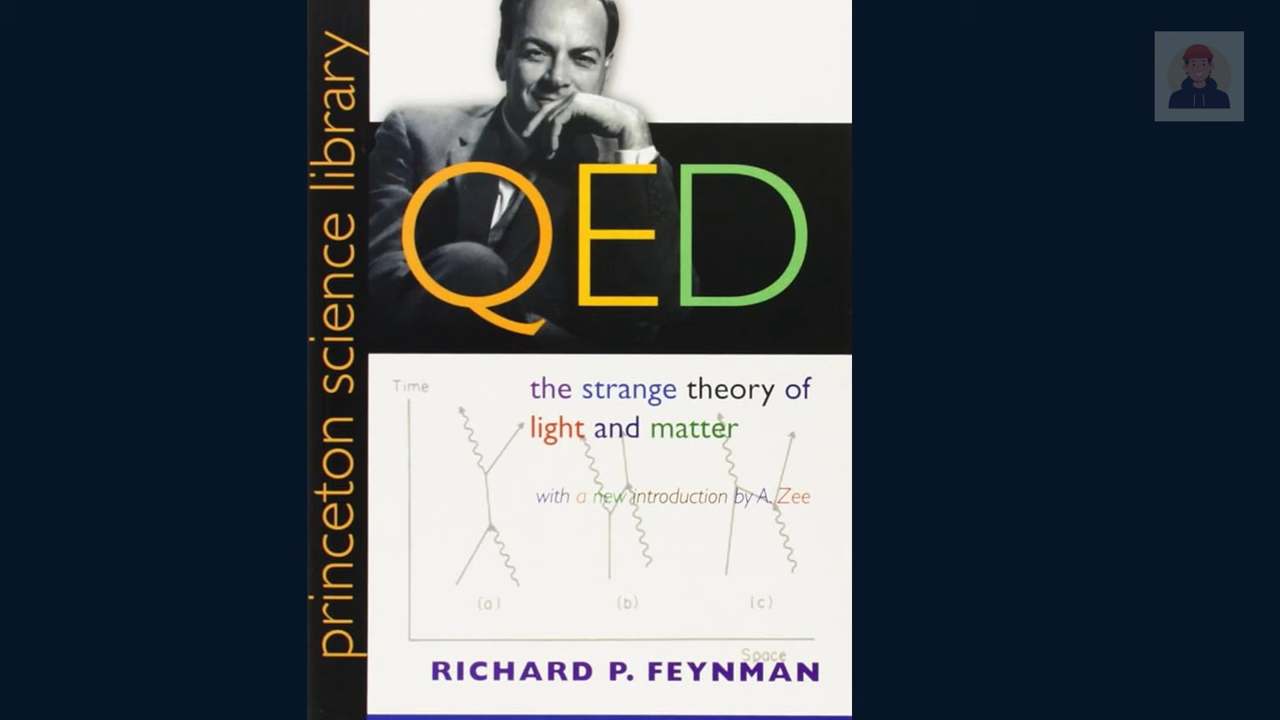 princeton science library
QED
the strange theory of
light and matter
with a new introduction by A. Zee
Time
(a) (b) (c)
Space
RICHARD P. FEYNMAN